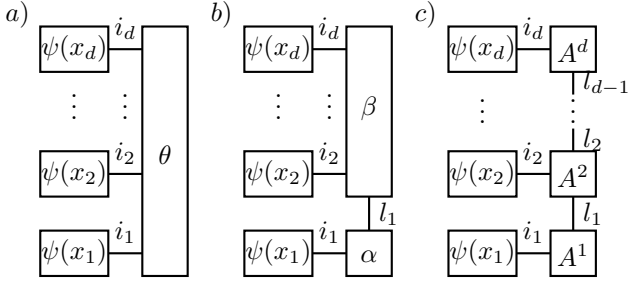 a) b) c)
ψ(x_d) i_d ψ(x_d) i_d ψ(x_d) i_d A^d
l_{d−1}
⋮ ⋮ θ ⋮ ⋮ β ⋮ ⋮
l_2
ψ(x_2) i_2 ψ(x_2) i_2 ψ(x_2) i_2 A^2
l_1 l_1
ψ(x_1) i_1 ψ(x_1) i_1 α ψ(x_1) i_1 A^1